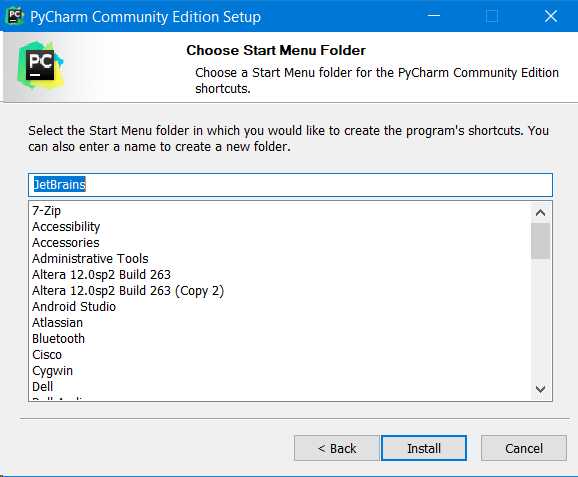 PyCharm Community Edition Setup
PC
Choose Start Menu Folder
Choose a Start Menu folder for the PyCharm Community Edition
shortcuts.
Select the Start Menu folder in which you would like to create the program's shortcuts. You
can also enter a name to create a new folder.
JetBrains
7-Zip
Accessibility
Accessories
Administrative Tools
Altera 12.0sp2 Build 263
Altera 12.0sp2 Build 263 (Copy 2)
Android Studio
Atlassian
Bluetooth
Cisco
Cygwin
Dell
< Back
Install
Cancel